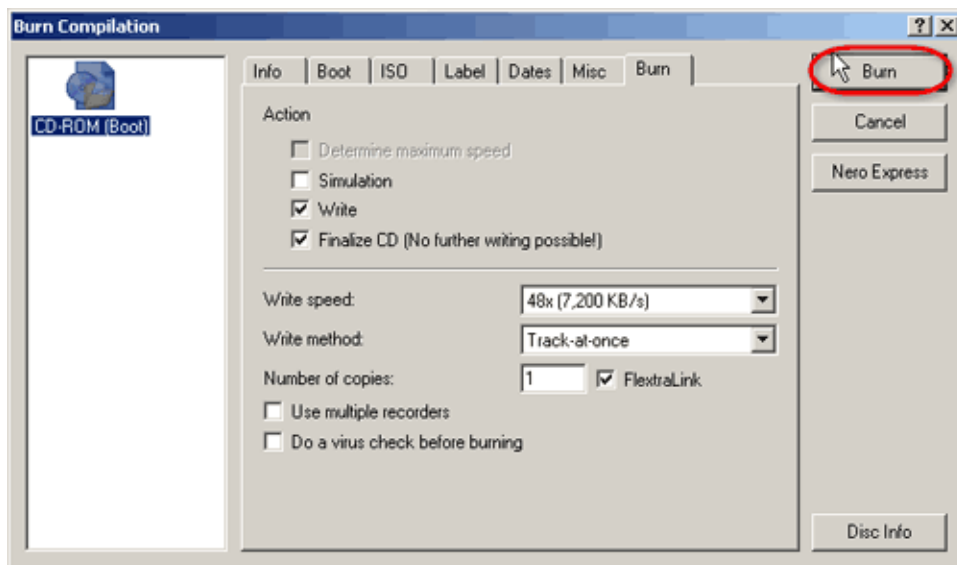 Burn Compilation
CD-ROM (Boot)
Info Boot ISO Label Dates Misc Burn
Action
Determine maximum speed
Simulation
Write
Finalize CD (No further writing possible!)
Write speed: 48x (7,200 KB/s)
Write method: Track-at-once
Number of copies: 1 FlextraLink
Use multiple recorders
Do a virus check before burning
Burn
Cancel
Nero Express
Disc Info